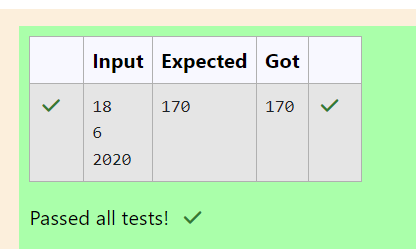 Input Expected Got
18 170 170
6
2020
Passed all tests!